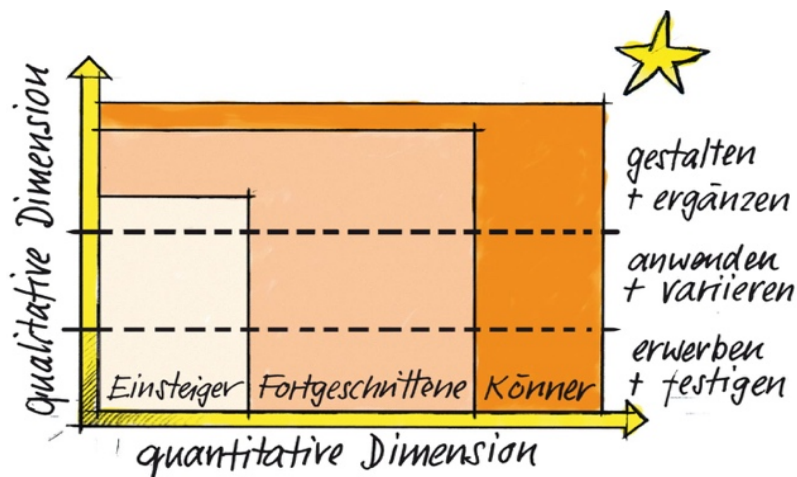 qualitative Dimension
gestalten
+ ergänzen
anwenden
+ variieren
erwerben
+ festigen
Einsteiger
Fortgeschrittene
Könner
quantitative Dimension